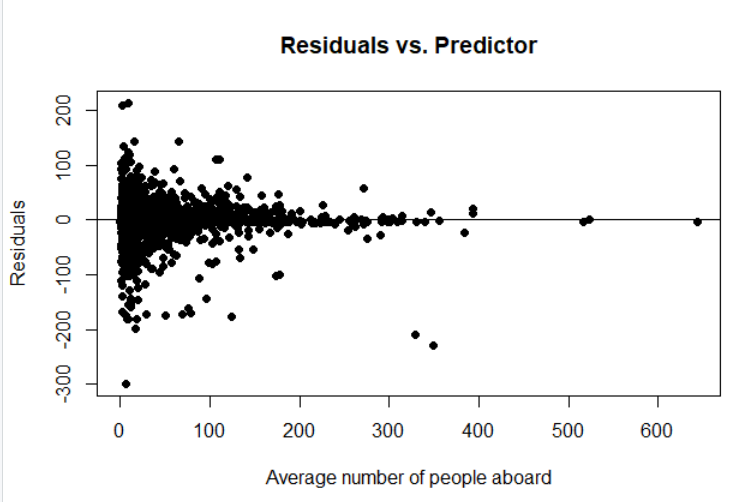 Residuals vs. Predictor
200
100
0
-100
-200
-300
Residuals
0 100 200 300 400 500 600
Average number of people aboard